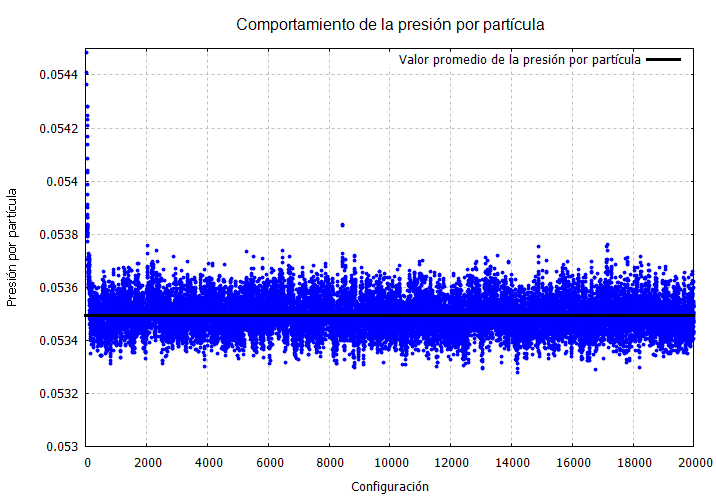 Comportamiento de la presión por partícula
Valor promedio de la presión por partícula
0.0544
0.0542
0.054
0.0538
0.0536
0.0534
0.0532
0.053
Presión por partícula
0 2000 4000 6000 8000 10000 12000 14000 16000 18000 20000
Configuración